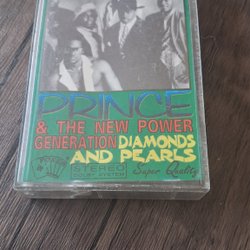 PRINCE
& THE NEW POWER
GENERATION DIAMONDS
AND PEARLS
STEREO
Super Quality